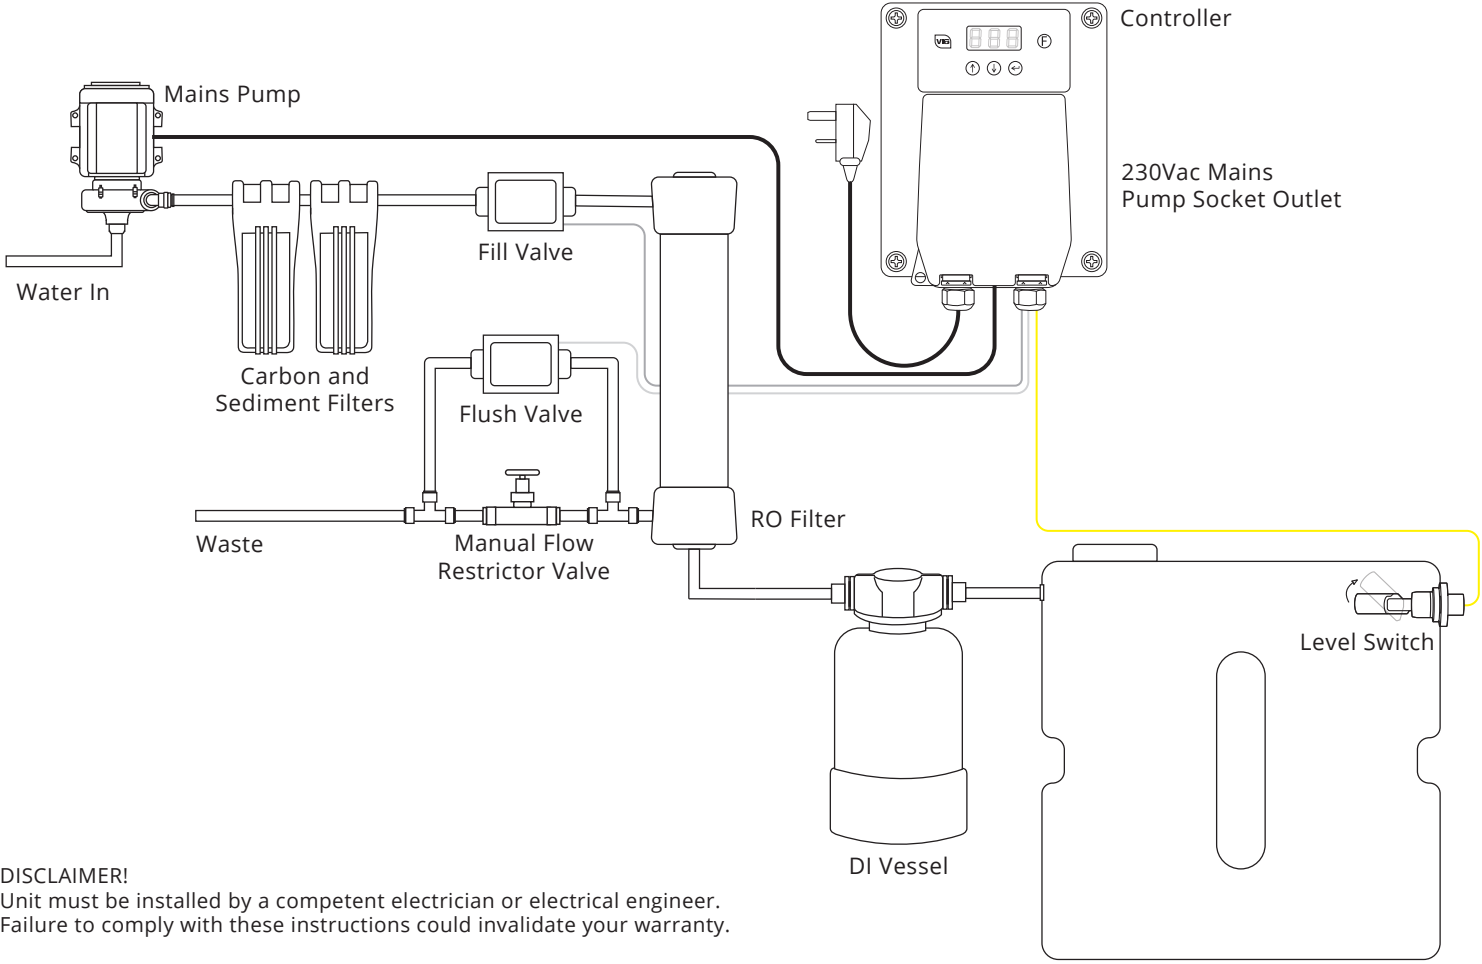 Controller
Mains Pump
230Vac Mains
Pump Socket Outlet
Fill Valve
Water In
Carbon and
Sediment Filters
Flush Valve
RO Filter
Waste
Manual Flow
Restrictor Valve
Level Switch
DI Vessel
DISCLAIMER!
Unit must be installed by a competent electrician or electrical engineer.
Failure to comply with these instructions could invalidate your warranty.